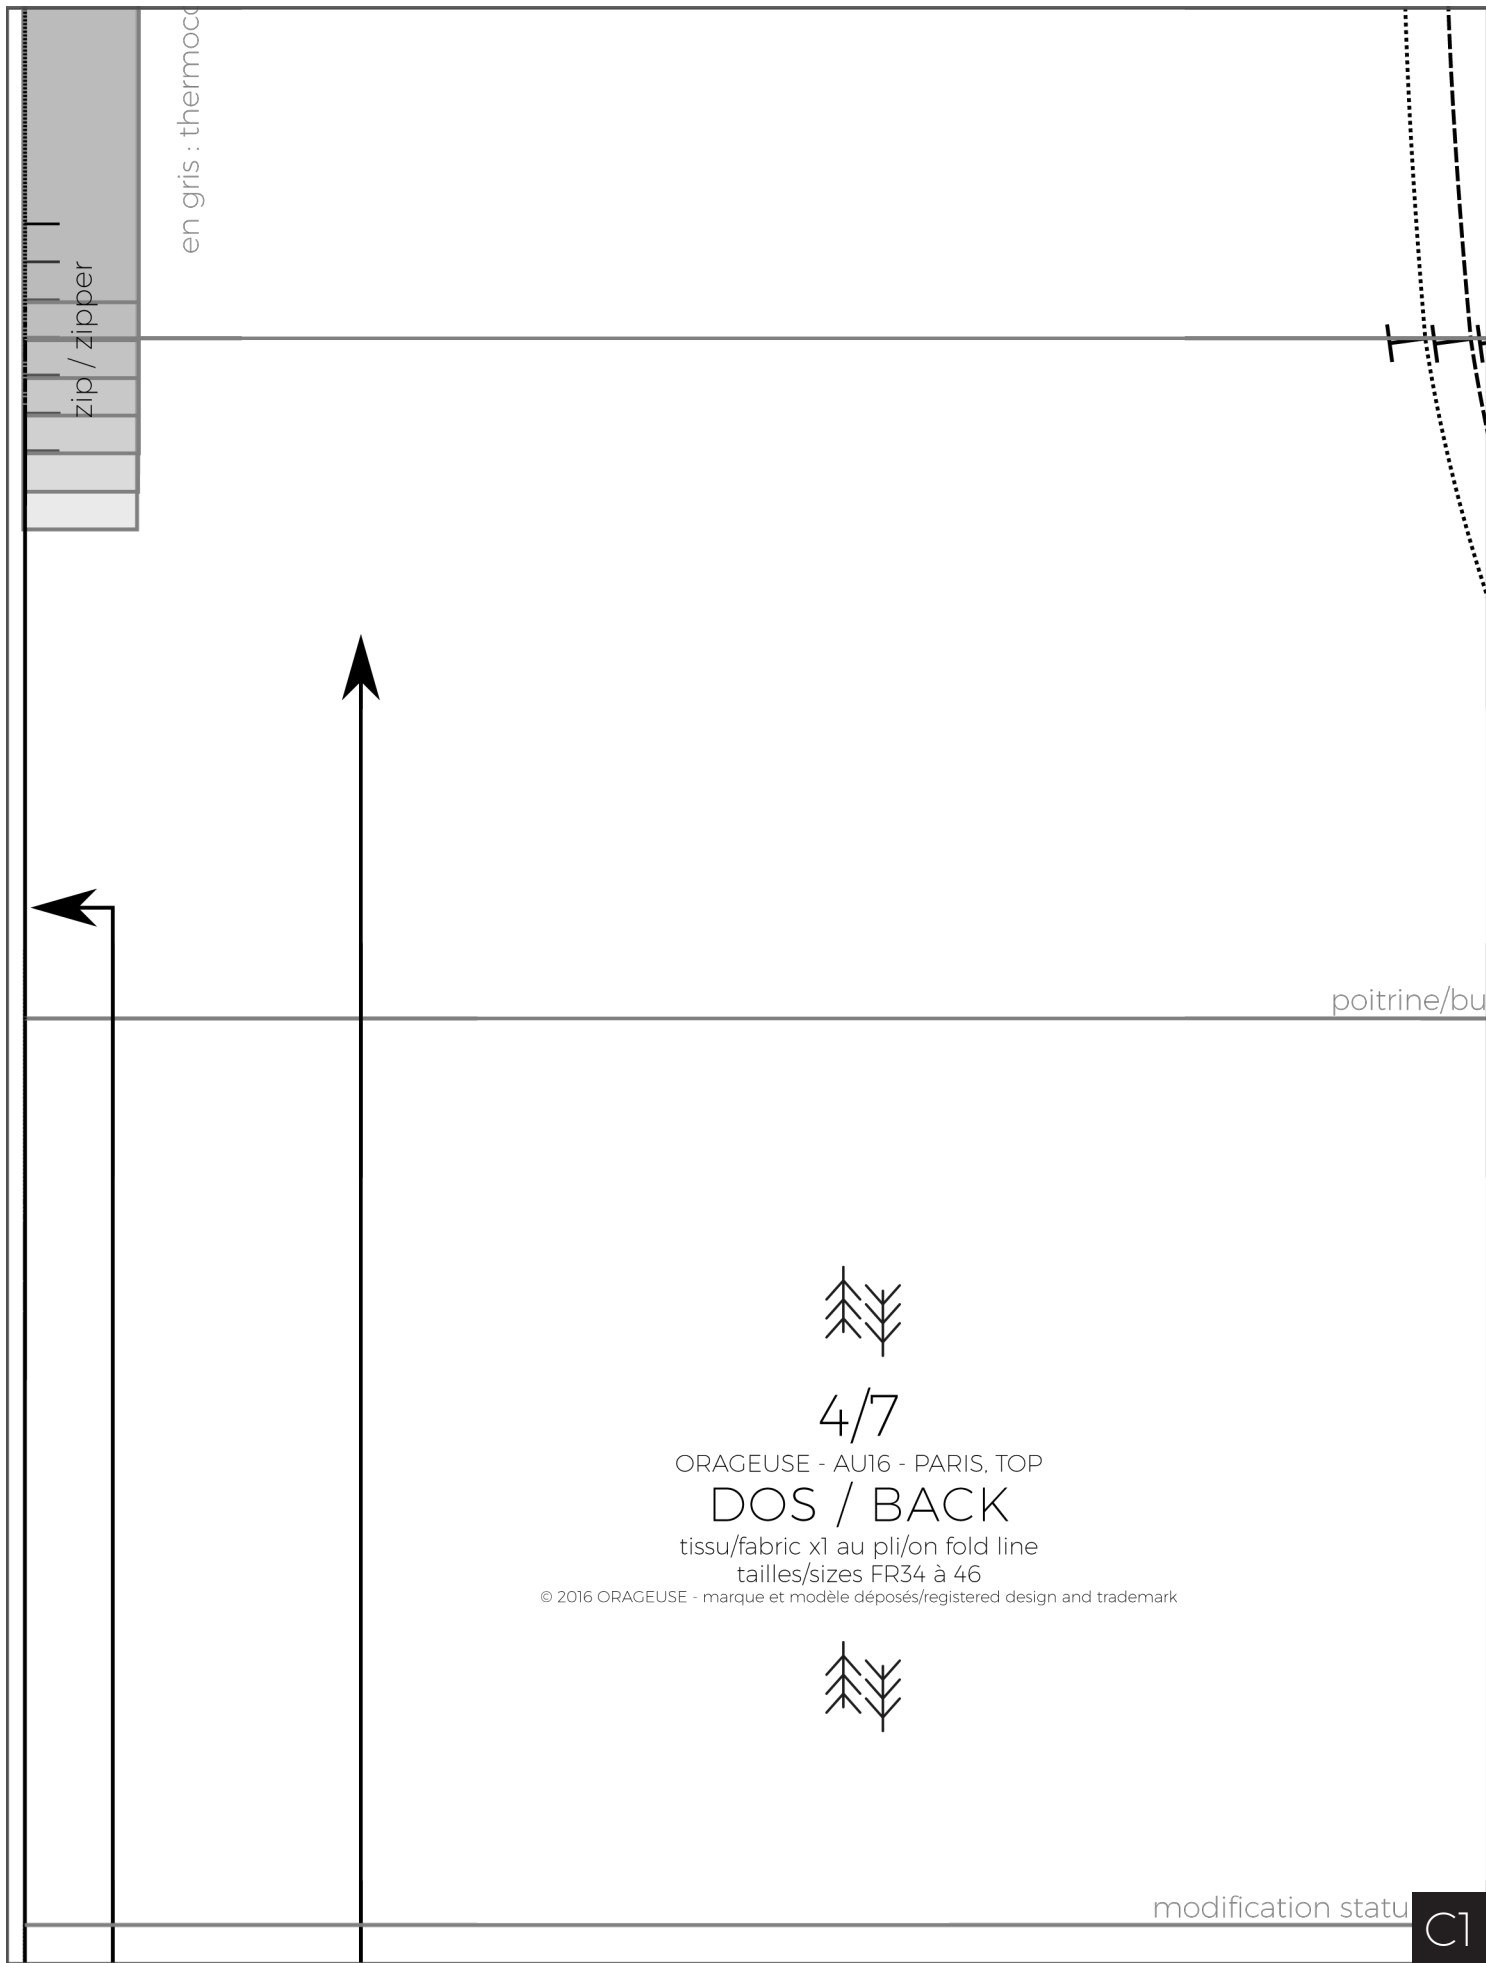 en gris : thermoc
zip / zipper
poitrine/bu
4/7
ORAGEUSE - AU16 - PARIS, TOP
DOS / BACK
tissu/fabric x1 au pli/on fold line
tailles/sizes FR34 à 46
© 2016 ORAGEUSE - marque et modèle déposés/registered design and trademark
modification statu
C1